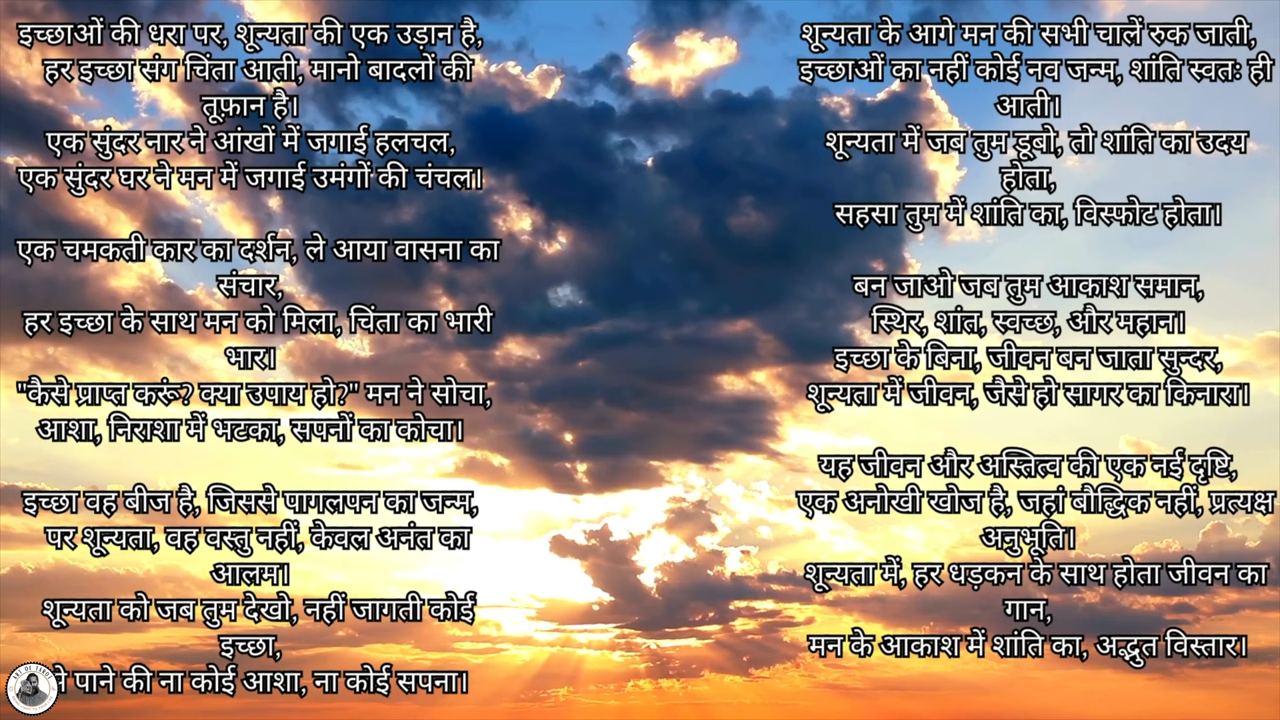 इच्छाओं की धरा पर, शून्यता की एक उड़ान है,
हर इच्छा संग चिंता आती, मानो बादलों की
तूफ़ान है।
एक सुंदर नार ने आंखों में जगाई हलचल,
एक सुंदर घर ने मन में जगाई उमंगों की चंचल।
एक चमकती कार का दर्शन, ले आया वासना का
संचार,
हर इच्छा के साथ मन को मिला, चिंता का भारी
भार।
"कैसे प्राप्त करूं? क्या उपाय हो?" मन ने सोचा,
आशा, निराशा में भटका, सपनों का कोचा।
इच्छा वह बीज है, जिससे पागलपन का जन्म,
पर शून्यता, वह वस्तु नहीं, केवल अनंत का
आलम।
शून्यता को जब तुम देखो, नहीं जागती कोई
इच्छा,
पाने की ना कोई आशा, ना कोई सपना।
शून्यता के आगे मन की सभी चालें रुक जाती,
इच्छाओं का नहीं कोई नव जन्म, शांति स्वतः ही
आती।
शून्यता में जब तुम डूबो, तो शांति का उदय
होता,
सहसा तुम में शांति का, विस्फोट होता।
बन जाओ जब तुम आकाश समान,
स्थिर, शांत, स्वच्छ, और महान।
इच्छा के बिना, जीवन बन जाता सुन्दर,
शून्यता में जीवन, जैसे हो सागर का किनारा।
यह जीवन और अस्तित्व की एक नई दृष्टि,
एक अनोखी खोज है, जहां बौद्धिक नहीं, प्रत्यक्ष
अनुभूति।
शून्यता में, हर धड़कन के साथ होता जीवन का
गान,
मन के आकाश में शांति का, अद्भुत विस्तार।